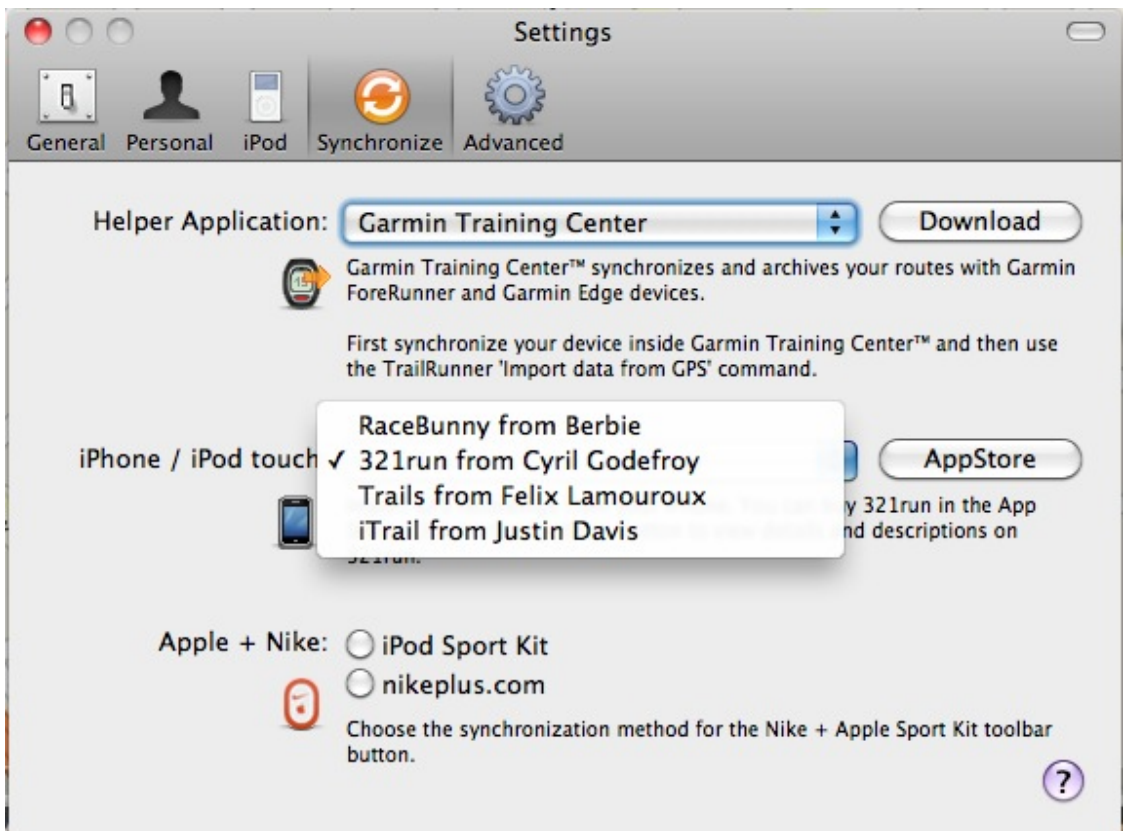 Settings
General Personal iPod Synchronize Advanced
Helper Application: Garmin Training Center Download
Garmin Training Center™ synchronizes and archives your routes with Garmin
ForeRunner and Garmin Edge devices.
First synchronize your device inside Garmin Training Center™ and then use
the TrailRunner 'Import data from GPS' command.
RaceBunny from Berbie
iPhone / iPod touch ✓ 321run from Cyril Godefroy AppStore
Trails from Felix Lamouroux
321run in the App
iTrail from Justin Davis
and descriptions on
321run.
Apple + Nike: iPod Sport Kit
nikeplus.com
Choose the synchronization method for the Nike + Apple Sport Kit toolbar
button.
?